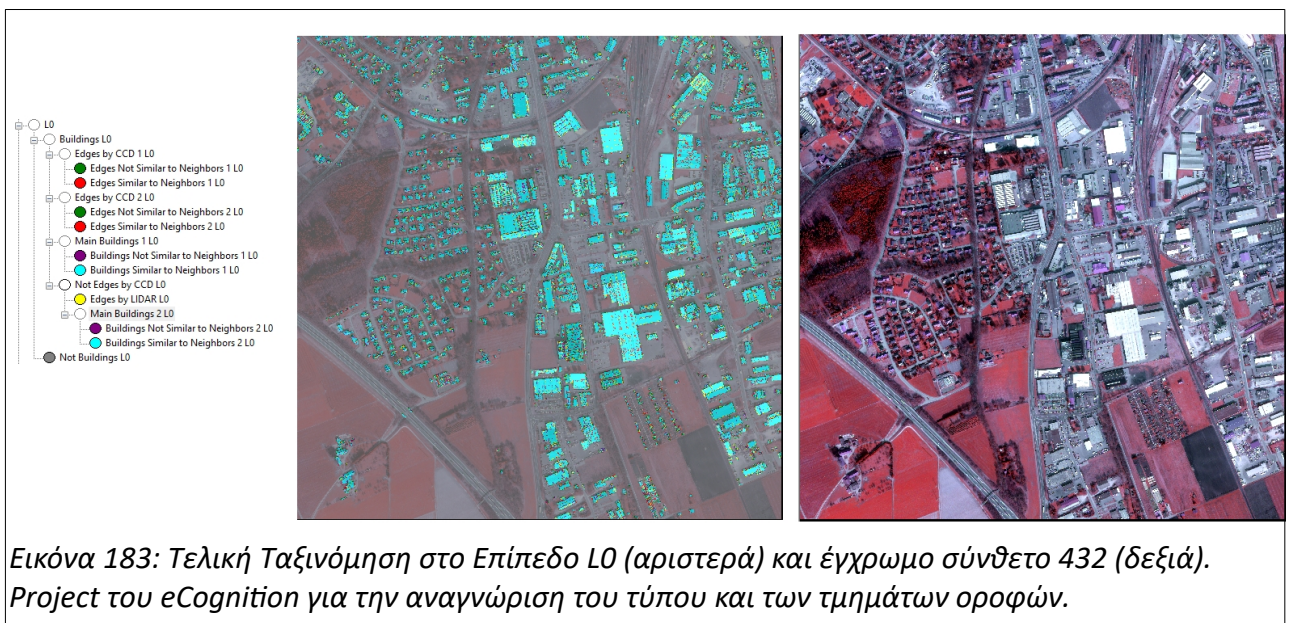 L0
Buildings L0
Edges by CCD 1 L0
Edges Not Similar to Neighbors 1 L0
Edges Similar to Neighbors 1 L0
Edges by CCD 2 L0
Edges Not Similar to Neighbors 2 L0
Edges Similar to Neighbors 2 L0
Main Buildings 1 L0
Buildings Not Similar to Neighbors 1 L0
Buildings Similar to Neighbors 1 L0
Not Edges by CCD L0
Edges by LIDAR L0
Main Buildings 2 L0
Buildings Not Similar to Neighbors 2 L0
Buildings Similar to Neighbors 2 L0
Not Buildings L0
Εικόνα 183: Τελική Ταξινόμηση στο Επίπεδο L0 (αριστερά) και έγχρωμο σύνθετο 432 (δεξιά).
Project του eCognition για την αναγνώριση του τύπου και των τμημάτων οροφών.